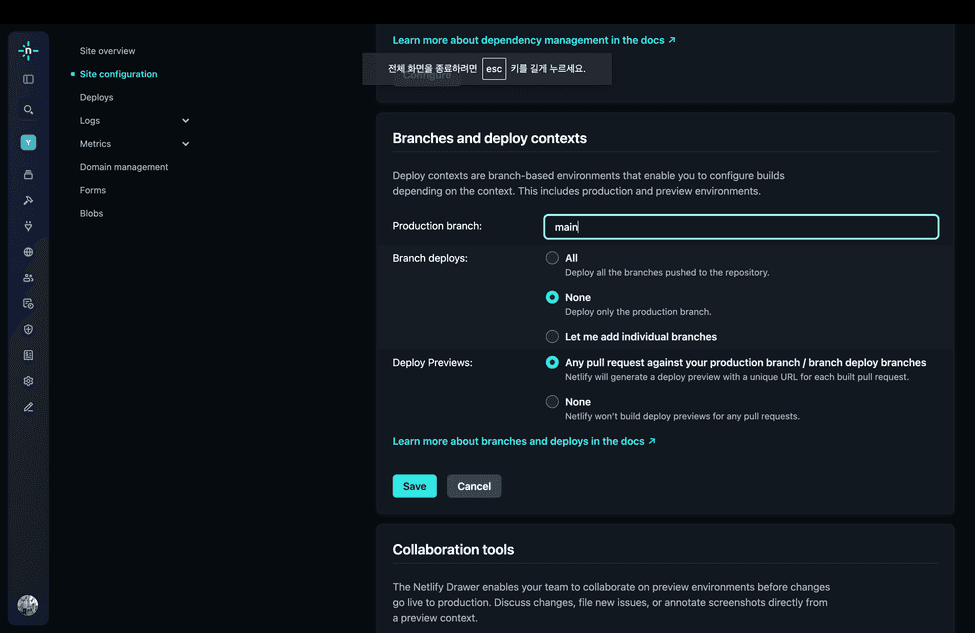 Learn more about dependency management in the docs ↗
전체 화면을 종료하려면 esc 키를 길게 누르세요.
Configure
Site overview
Site configuration
Deploys
Logs
Metrics
Domain management
Forms
Blobs
Y
Branches and deploy contexts
Deploy contexts are branch-based environments that enable you to configure builds
depending on the context. This includes production and preview environments.
Production branch:
main
Branch deploys:
All
Deploy all the branches pushed to the repository.
None
Deploy only the production branch.
Let me add individual branches
Deploy Previews:
Any pull request against your production branch / branch deploy branches
Netlify will generate a deploy preview with a unique URL for each built pull request.
None
Netlify won't build deploy previews for any pull requests.
Learn more about branches and deploys in the docs ↗
Save
Cancel
Collaboration tools
The Netlify Drawer enables your team to collaborate on preview environments before changes
go live to production. Discuss changes, file new issues, or annotate screenshots directly from
a preview context.